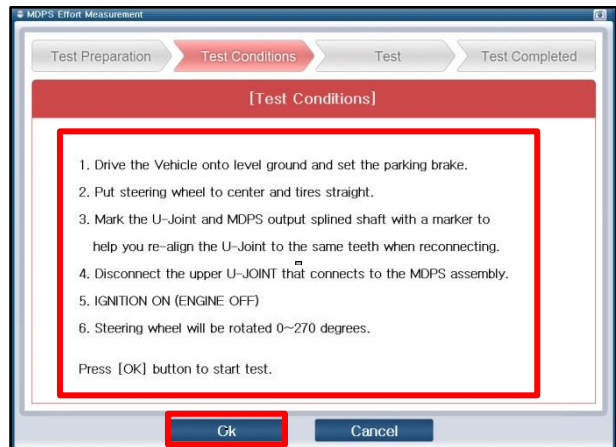 MDPS Effort Measurement
Test Preparation
Test Conditions
Test
Test Completed
[Test Conditions]
1. Drive the Vehicle onto level ground and set the parking brake.
2. Put steering wheel to center and tires straight.
3. Mark the U-Joint and MDPS output splined shaft with a marker to
help you re-align the U-Joint to the same teeth when reconnecting.
4. Disconnect the upper U-JOINT that connects to the MDPS assembly.
5. IGNITION ON (ENGINE OFF)
6. Steering wheel will be rotated 0~270 degrees.
Press [OK] button to start test.
Ok
Cancel